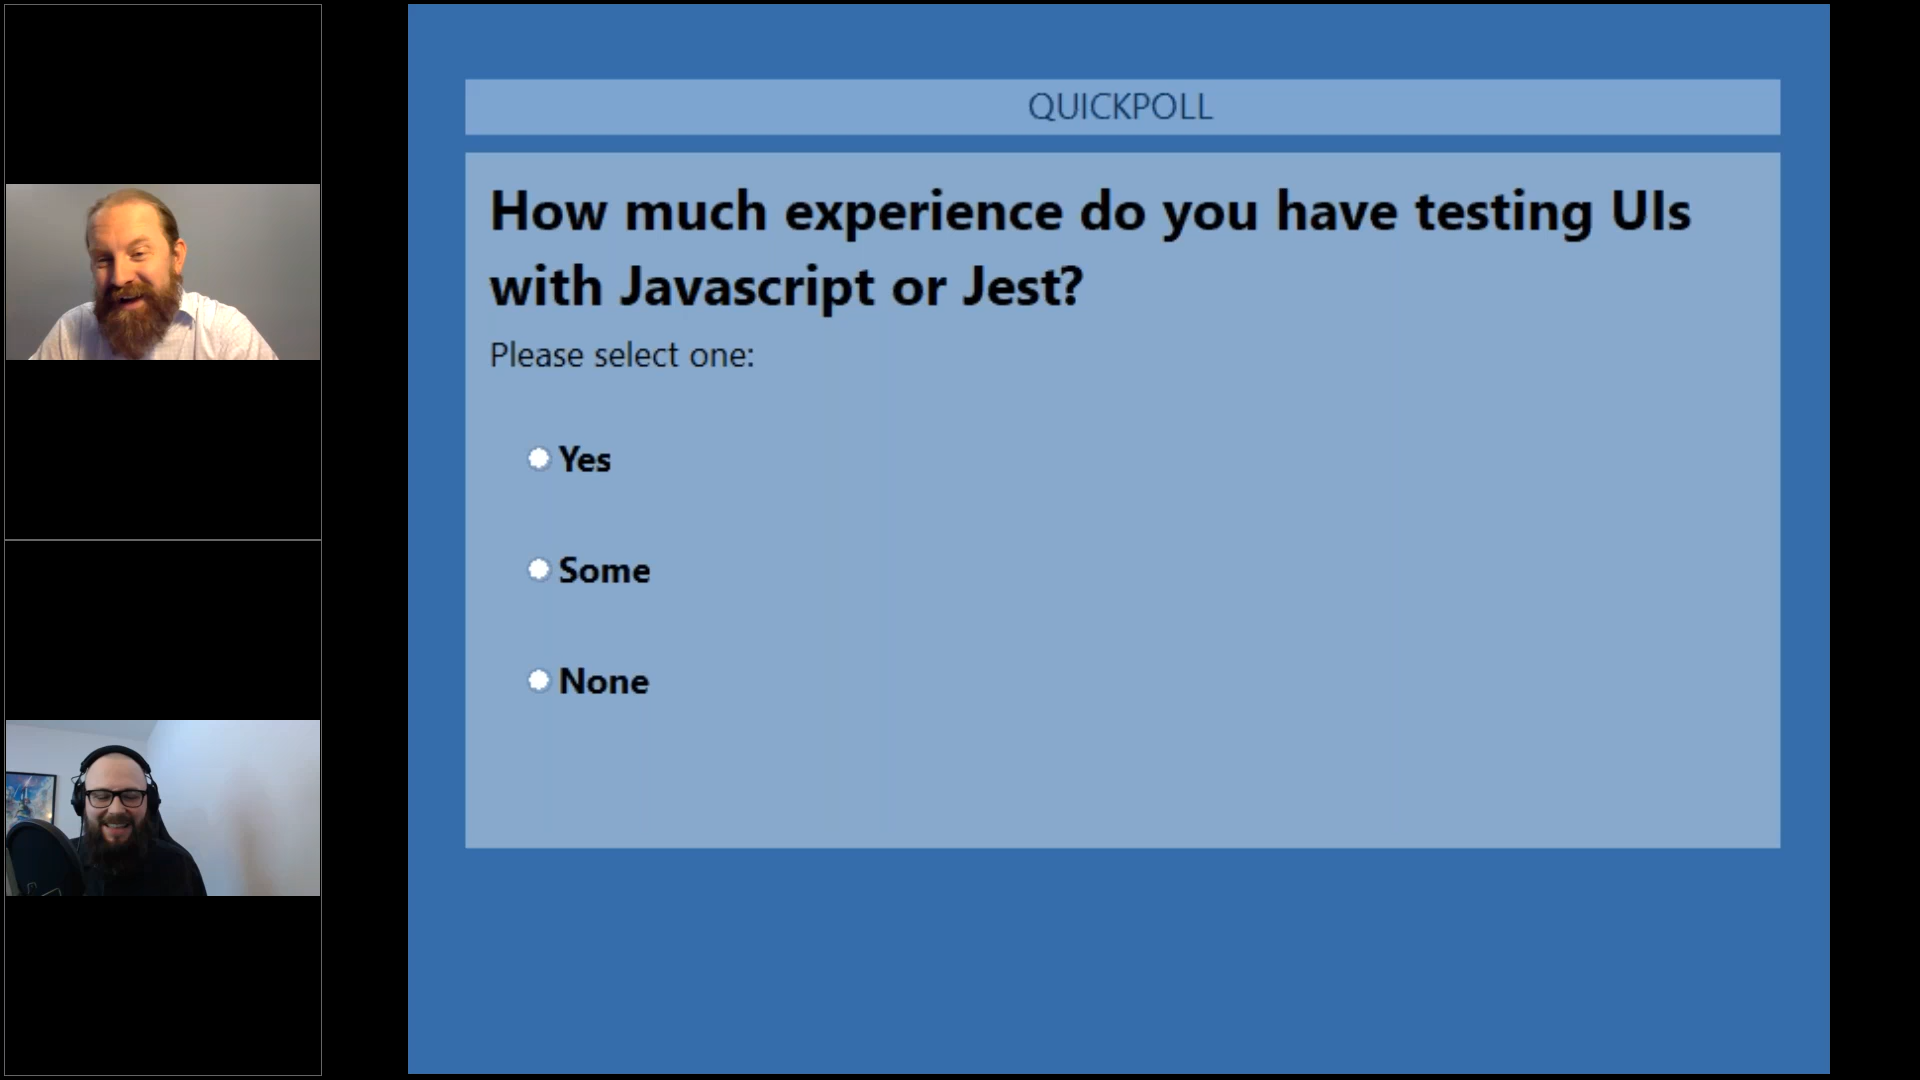 QUICKPOLL
How much experience do you have testing UIs
with Javascript or Jest?
Please select one:
Yes
Some
None